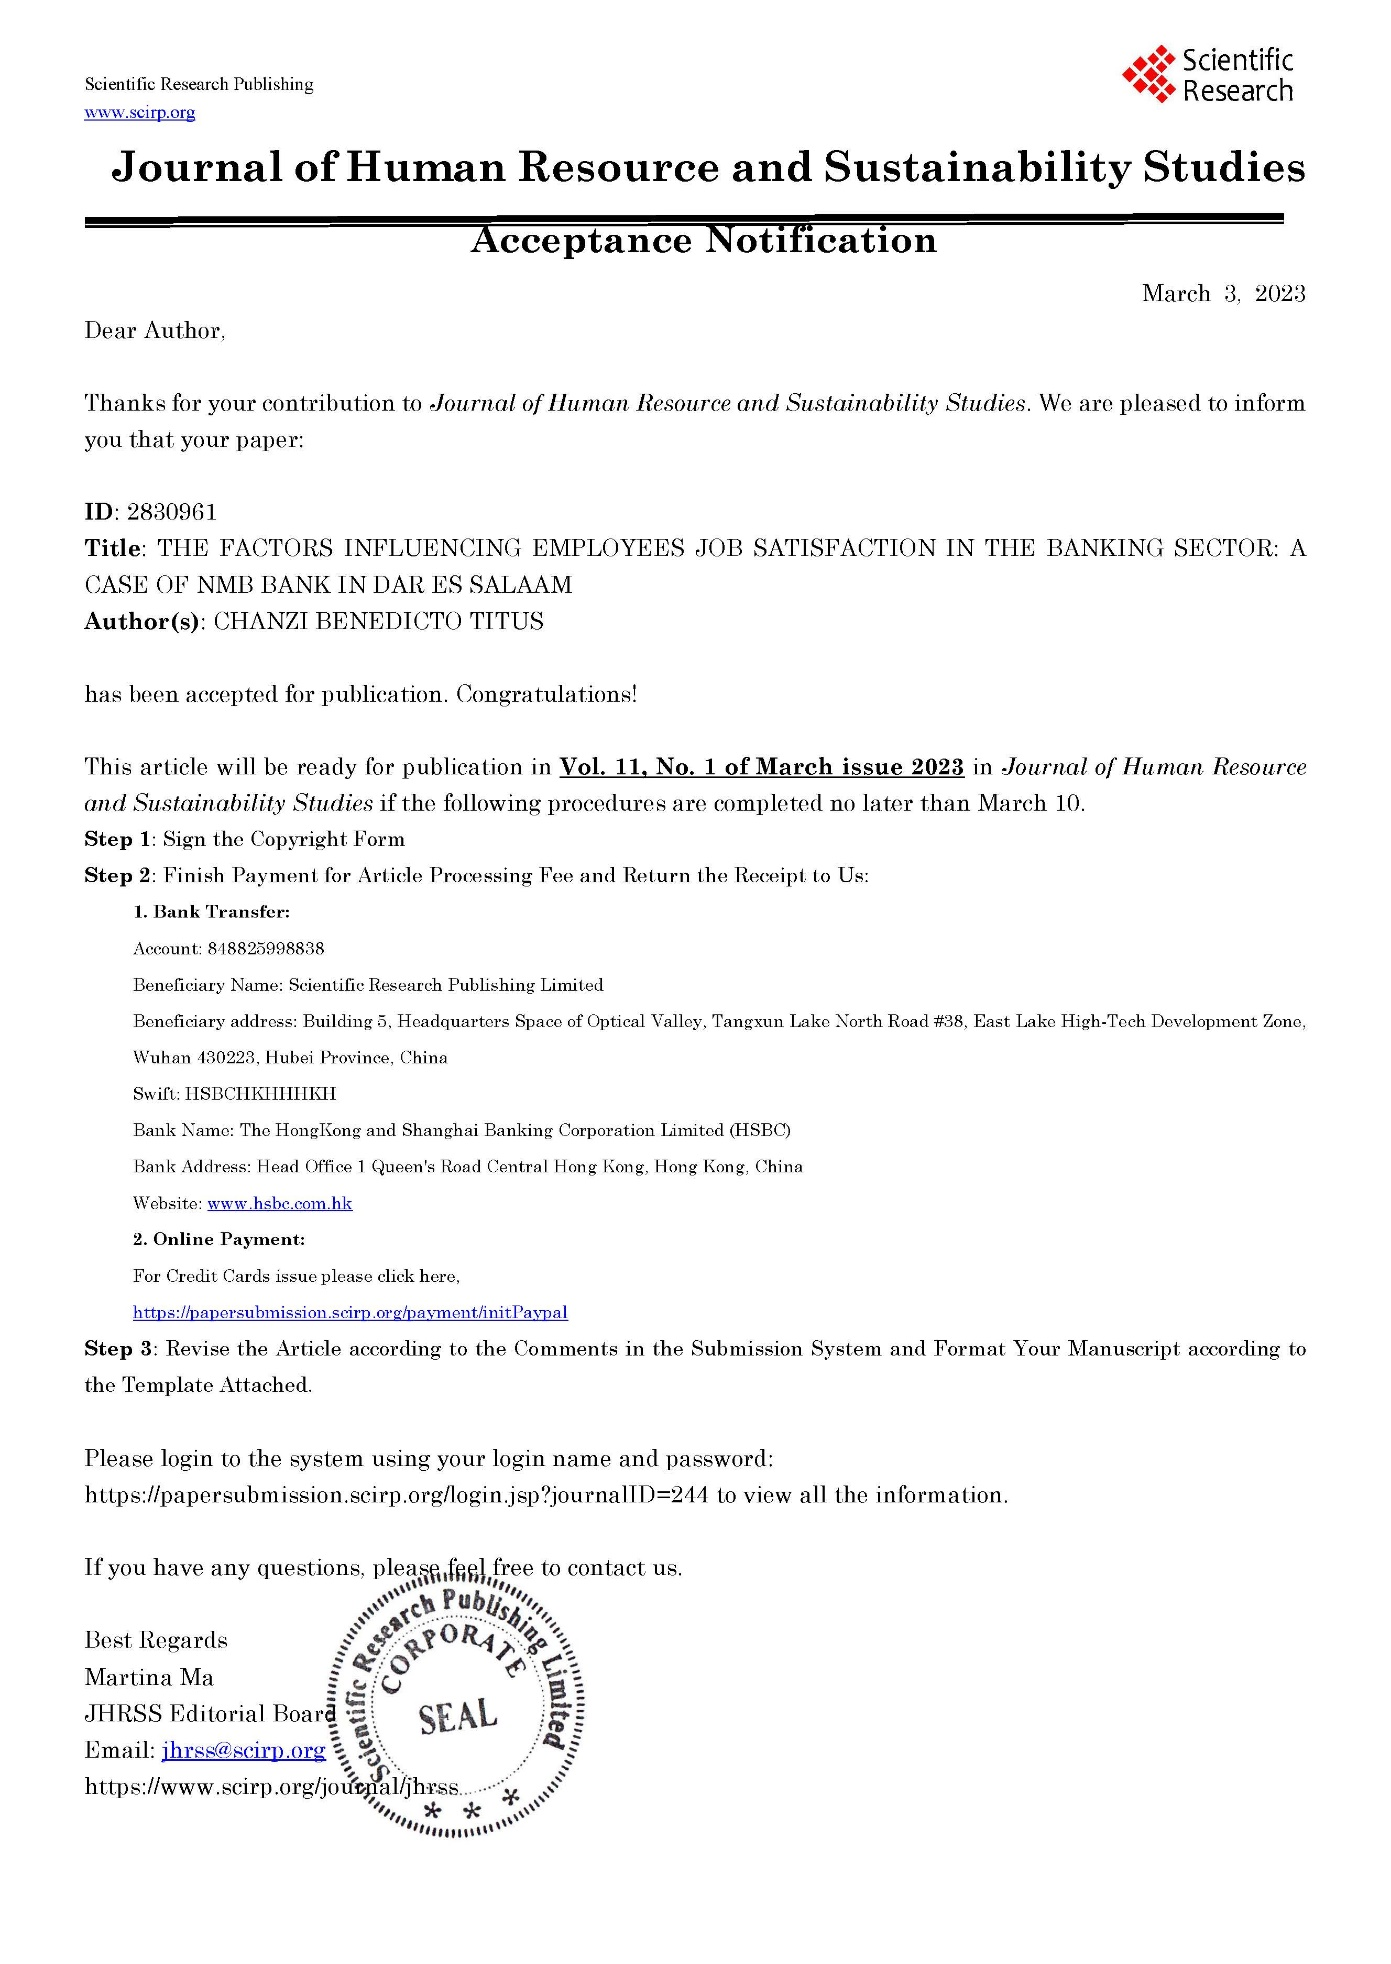 Scientific Research Publishing
www.scirp.org
Scientific
Research
Journal of Human Resource and Sustainability Studies
Acceptance Notification
March 3, 2023
Dear Author,
Thanks for your contribution to Journal of Human Resource and Sustainability Studies. We are pleased to inform
you that your paper:
ID: 2830961
Title: THE FACTORS INFLUENCING EMPLOYEES JOB SATISFACTION IN THE BANKING SECTOR: A
CASE OF NMB BANK IN DAR ES SALAAM
Author(s): CHANZI BENEDICTO TITUS
has been accepted for publication. Congratulations!
This article will be ready for publication in Vol. 11, No. 1 of March issue 2023 in Journal of Human Resource
and Sustainability Studies if the following procedures are completed no later than March 10.
Step 1: Sign the Copyright Form
Step 2: Finish Payment for Article Processing Fee and Return the Receipt to Us:
1. Bank Transfer:
Account: 848825998838
Beneficiary Name: Scientific Research Publishing Limited
Beneficiary address: Building 5, Headquarters Space of Optical Valley, Tangxun Lake North Road #38, East Lake High-Tech Development Zone,
Wuhan 430223, Hubei Province, China
Swift: HSBCHKHHHKH
Bank Name: The HongKong and Shanghai Banking Corporation Limited (HSBC)
Bank Address: Head Office 1 Queen's Road Central Hong Kong, Hong Kong, China
Website: www.hsbc.com.hk
2. Online Payment:
For Credit Cards issue please click here,
https://papersubmission.scirp.org/payment/initPaypal
Step 3: Revise the Article according to the Comments in the Submission System and Format Your Manuscript according to
the Template Attached.
Please login to the system using your login name and password:
https://papersubmission.scirp.org/login.jsp?journalID=244 to view all the information.
If you have any questions, please feel free to contact us.
Best Regards
Martina Ma
JHRSS Editorial Board
Email: jhrss@scirp.org
https://www.scirp.org/journal/jhrss
Scientific Research Publishing Limited
CORPORATE
SEAL
* * *